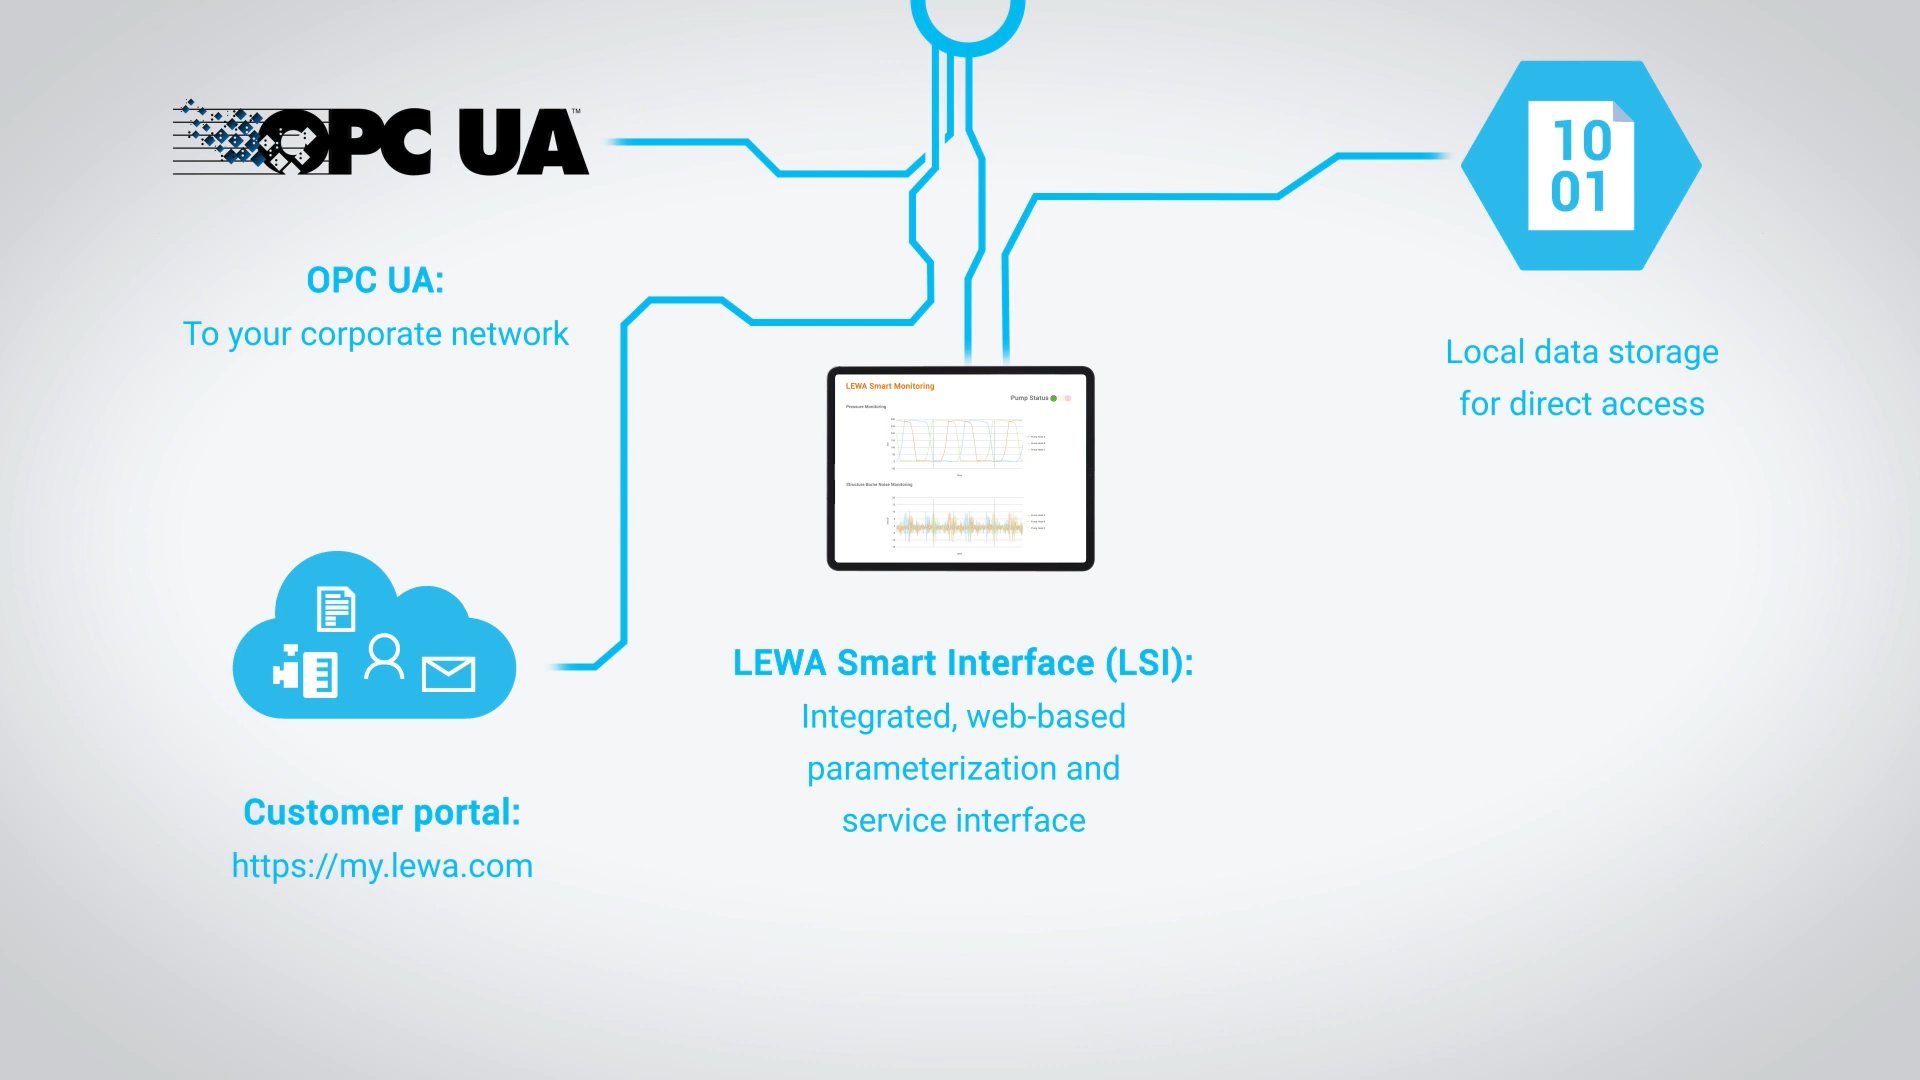 OPC UA™
OPC UA:
To your corporate network
10
01
Local data storage
for direct access
LEWA Smart Monitoring
Pump Status
Pressure Monitoring
Structure Borne Noise Monitoring
LEWA Smart Interface (LSI):
Integrated, web-based
parameterization and
service interface
Customer portal:
https://my.lewa.com